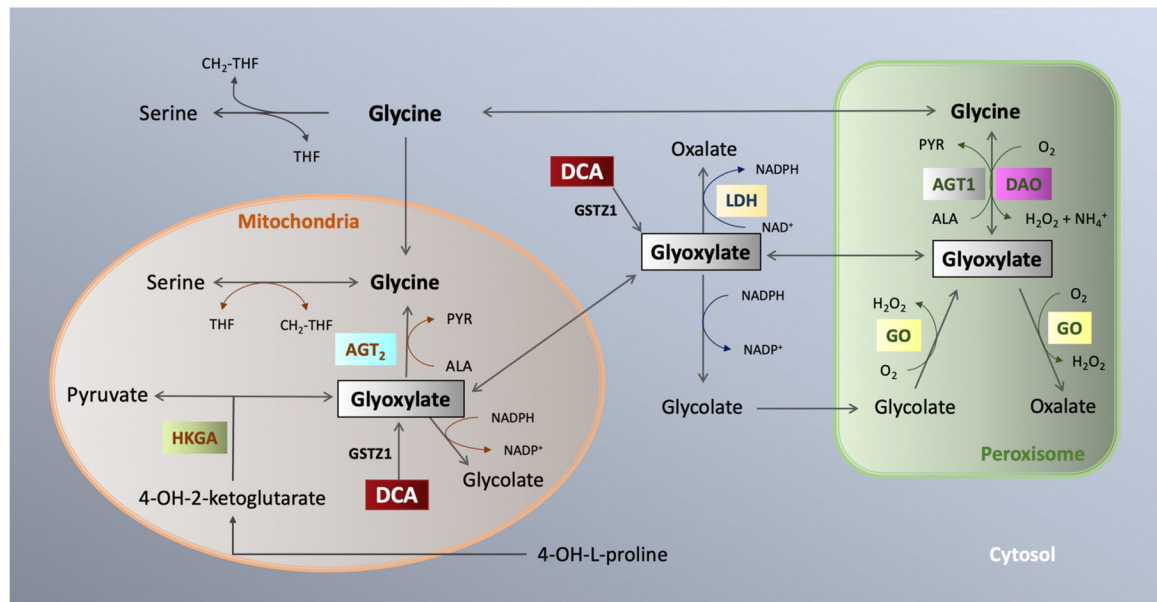 CH₂-THF
Serine
Glycine
THF
Oxalate
NADPH
DCA
LDH
GSTZ1
NAD⁺
Glyoxylate
NADPH
NADP⁺
Glycolate
Glycine
PYR
O₂
AGT1
DAO
ALA
H₂O₂ + NH₄⁺
Glyoxylate
H₂O₂
O₂
GO
GO
O₂
H₂O₂
Glycolate
Oxalate
Peroxisome
Mitochondria
Serine
Glycine
THF
CH₂-THF
PYR
AGT₂
ALA
Pyruvate
Glyoxylate
NADPH
HKGA
GSTZ1
NADP⁺
Glycolate
4-OH-2-ketoglutarate
DCA
4-OH-L-proline
Cytosol